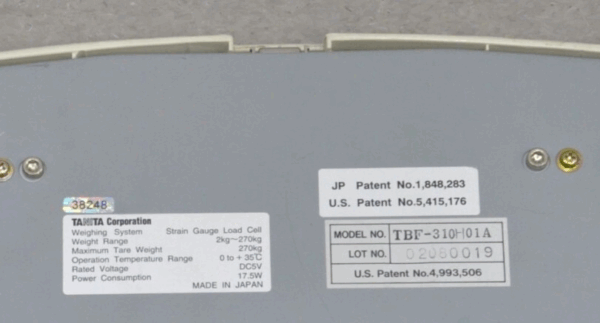 38248
TANITA Corporation
Weighing System Strain Gauge Load Cell
Weight Range 2kg~270kg
Maximum Tare Weight 270kg
Operation Temperature Range 0 to + 35℃
Rated Voltage DC5V
Power Consumption 17.5W
MADE IN JAPAN
JP Patent No.1,848,283
U.S. Patent No.5,415,176
MODEL NO. TBF-310H01A
LOT NO. 02060019
U.S. Patent No.4,993,506